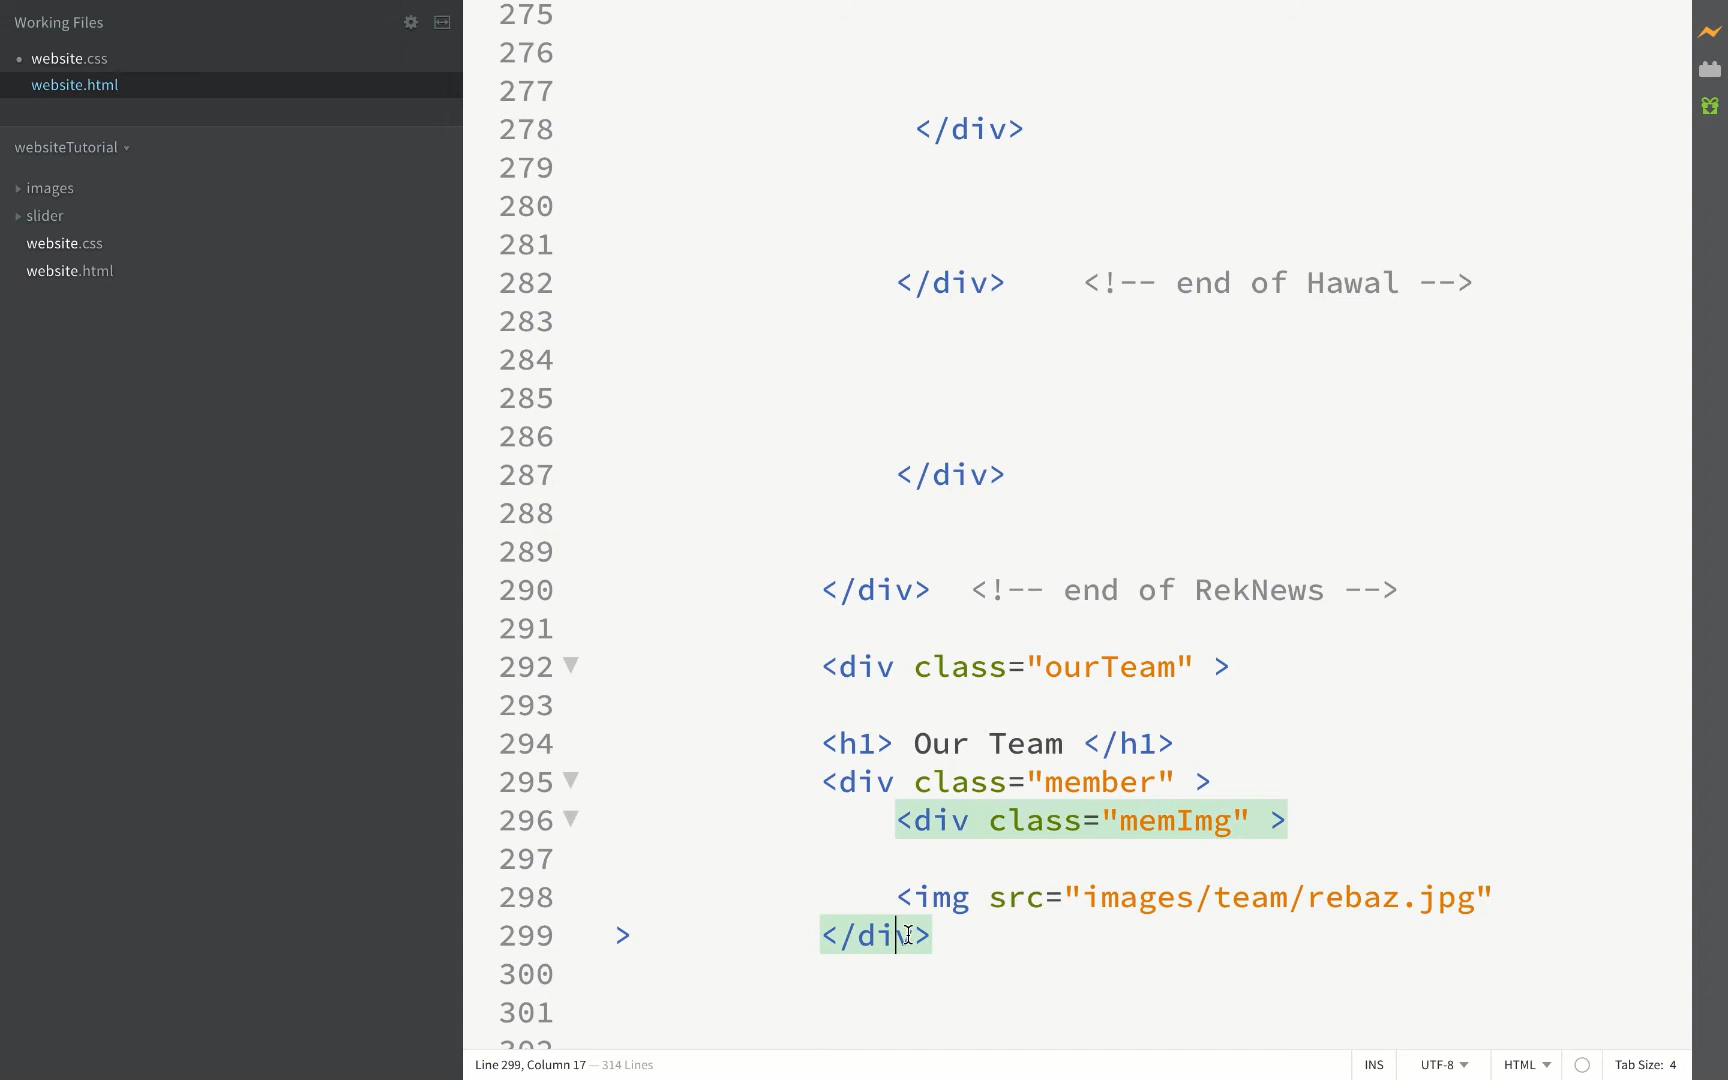 Working Files
website.css
website.html
websiteTutorial
images
slider
website.css
website.html
275
276
277
278 </div>
279
280
281
282 </div> <!-- end of Hawal -->
283
284
285
286
287 </div>
288
289
290 </div> <!-- end of RekNews -->
291
292 <div class="ourTeam" >
293
294 <h1> Our Team </h1>
295 <div class="member" >
296 <div class="memImg" >
297
298 <img src="images/team/rebaz.jpg"
299 > </div>
300
301
302
Line 299, Column 17 — 314 Lines
INS UTF-8 HTML Tab Size: 4